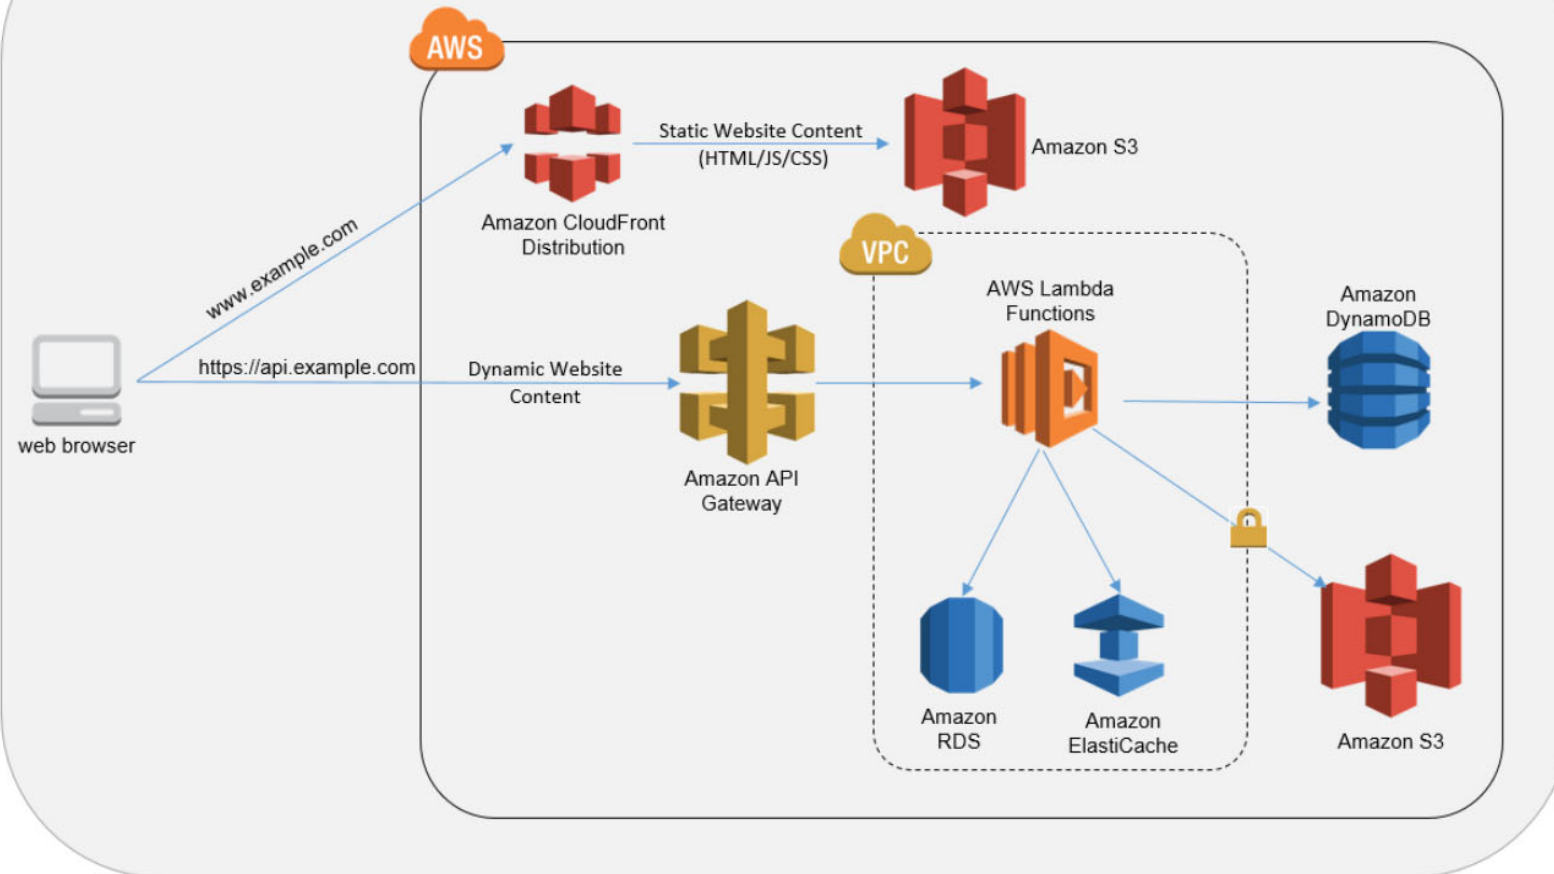 AWS
Static Website Content
(HTML/JS/CSS)
Amazon S3
Amazon CloudFront
Distribution
www.example.com
VPC
AWS Lambda
Functions
Amazon
DynamoDB
https://api.example.com
Dynamic Website
Content
web browser
Amazon API
Gateway
Amazon
RDS
Amazon
ElastiCache
Amazon S3